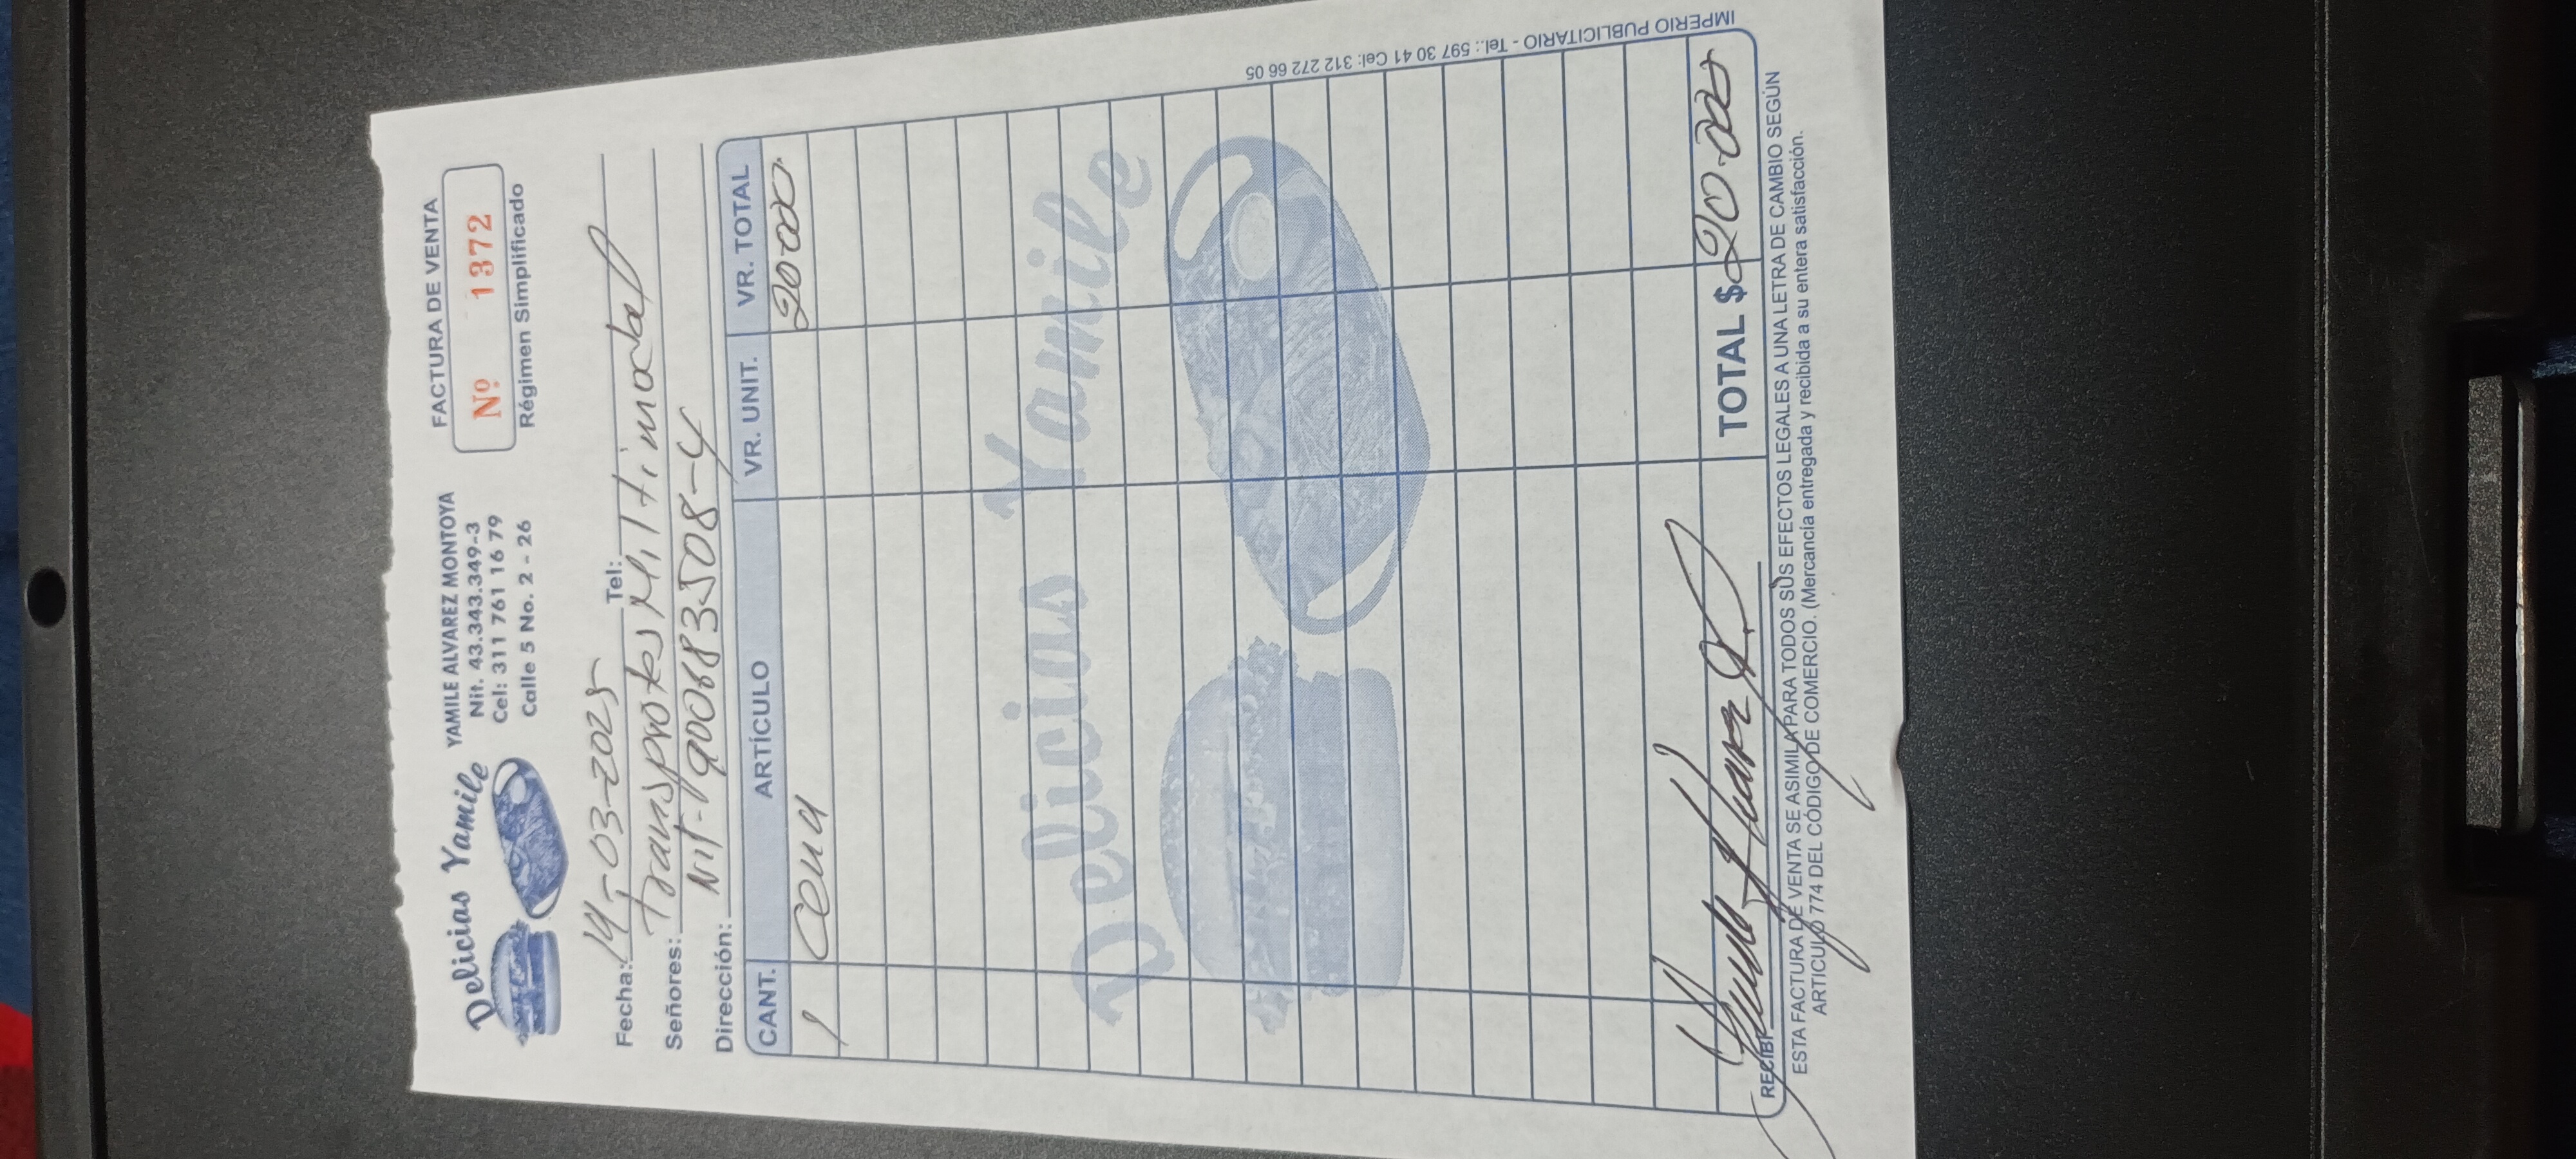 Delicias Yamile
YAMILE ALVAREZ MONTOYA
Nit. 43.343.349-3
Cel: 311 761 16 79
Calle 5 No. 2 - 26
FACTURA DE VENTA
Nº 1372
Régimen Simplificado
Fecha: 14-03-2025 Tel:
Señores: Transprotes Miltimodal
Dirección: Nit-900683508-4
CANT. ARTÍCULO VR. UNIT. VR. TOTAL
1 Cena 20.000
Delicias Yamile
TOTAL $ 20.000
RECIBÍ
ESTA FACTURA DE VENTA SE ASIMILA PARA TODOS SUS EFECTOS LEGALES A UNA LETRA DE CAMBIO SEGÚN
ARTICULO 774 DEL CÓDIGO DE COMERCIO. (Mercancía entregada y recibida a su entera satisfacción.
IMPERIO PUBLICITARIO - Tel.: 597 30 41 Cel: 312 272 66 05